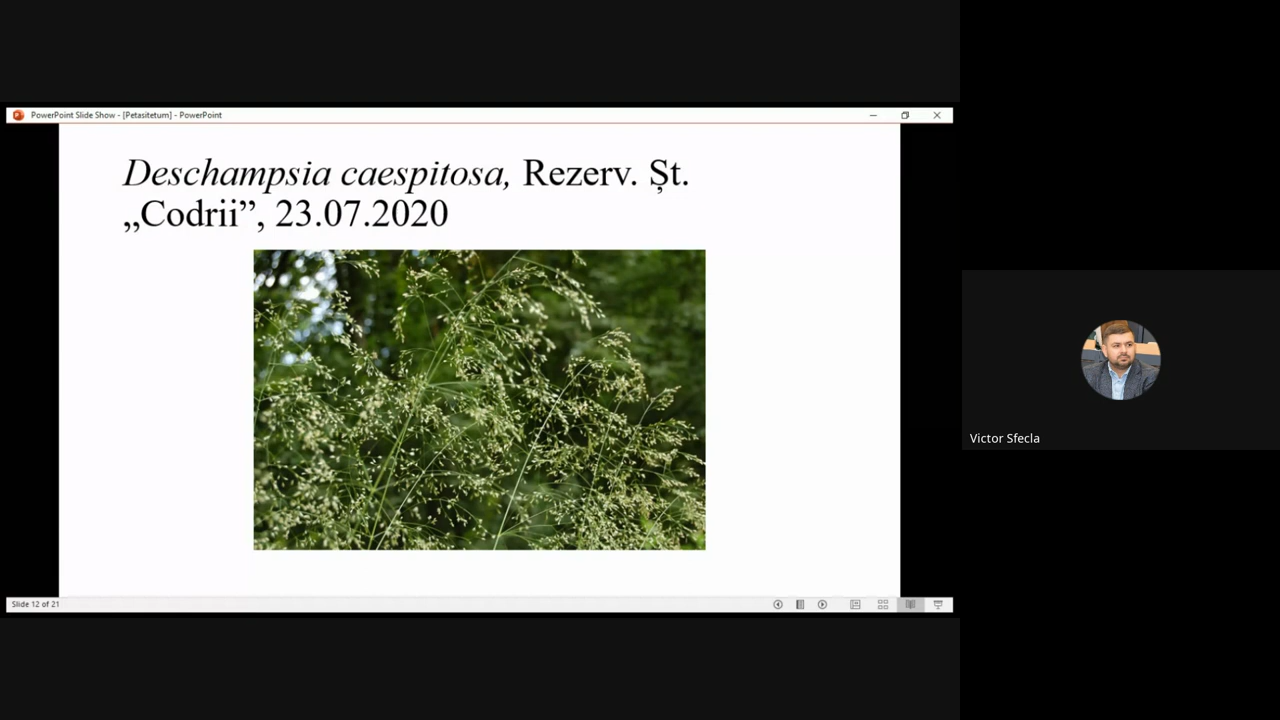 PowerPoint Slide Show - [Petasitetum] - PowerPoint
Deschampsia caespitosa, Rezerv. Șt.
„Codrii”, 23.07.2020
Victor Sfecla
Slide 12 of 21